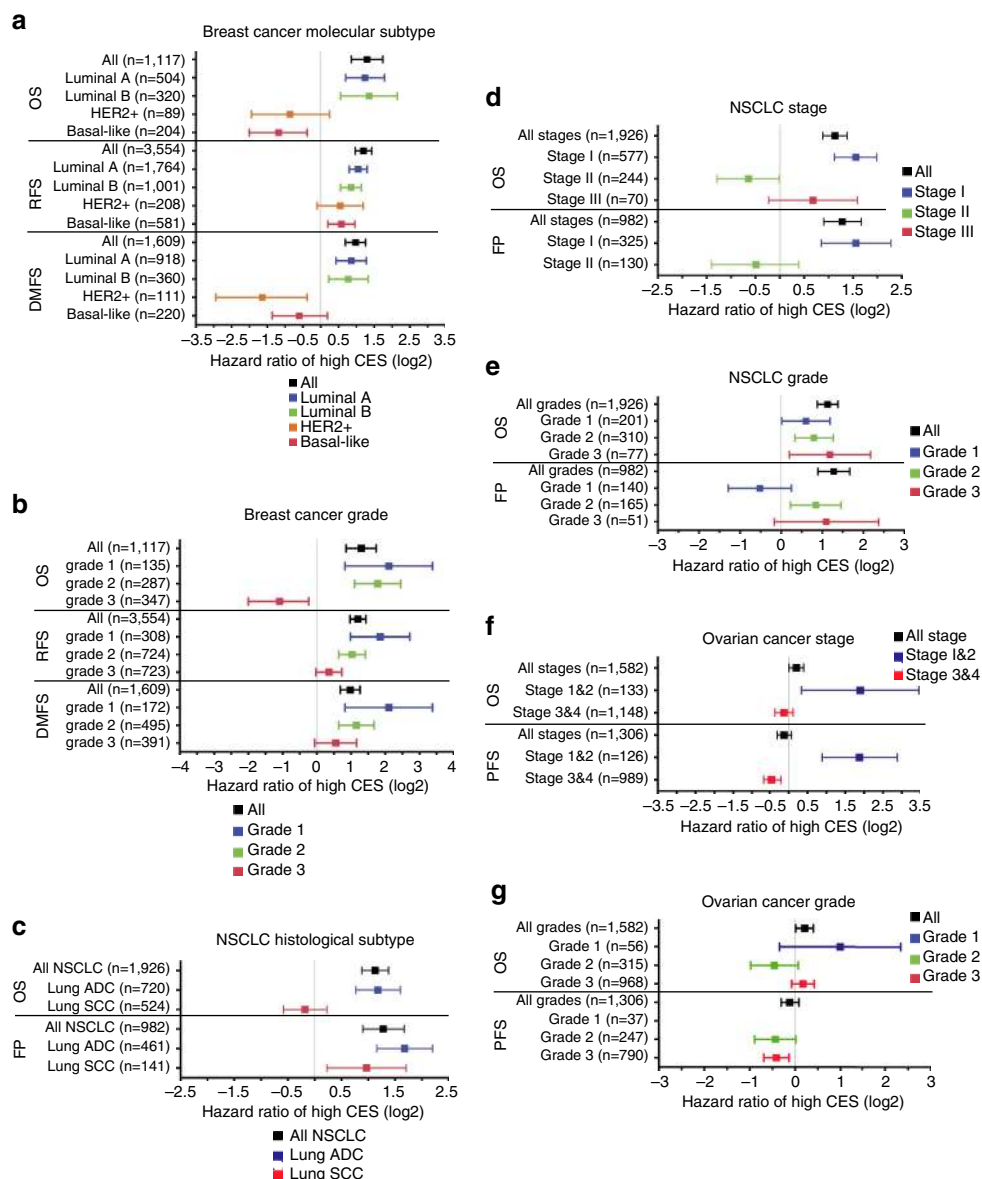 a
Breast cancer molecular subtype
OS
All (n=1,117)
Luminal A (n=504)
Luminal B (n=320)
HER2+ (n=89)
Basal-like (n=204)
RFS
All (n=3,554)
Luminal A (n=1,764)
Luminal B (n=1,001)
HER2+ (n=208)
Basal-like (n=581)
DMFS
All (n=1,609)
Luminal A (n=918)
Luminal B (n=360)
HER2+ (n=111)
Basal-like (n=220)
−3.5 −2.5 −1.5 −0.5 0.5 1.5 2.5 3.5
Hazard ratio of high CES (log2)
All
Luminal A
Luminal B
HER2+
Basal-like
b
Breast cancer grade
OS
All (n=1,117)
grade 1 (n=135)
grade 2 (n=287)
grade 3 (n=347)
RFS
All (n=3,554)
grade 1 (n=308)
grade 2 (n=724)
grade 3 (n=723)
DMFS
All (n=1,609)
grade 1 (n=172)
grade 2 (n=495)
grade 3 (n=391)
−4 −3 −2 −1 0 1 2 3 4
Hazard ratio of high CES (log2)
All
Grade 1
Grade 2
Grade 3
c
NSCLC histological subtype
OS
All NSCLC (n=1,926)
Lung ADC (n=720)
Lung SCC (n=524)
FP
All NSCLC (n=982)
Lung ADC (n=461)
Lung SCC (n=141)
−2.5 −1.5 −0.5 0.5 1.5 2.5
Hazard ratio of high CES (log2)
All NSCLC
Lung ADC
Lung SCC
d
NSCLC stage
OS
All stages (n=1,926)
Stage I (n=577)
Stage II (n=244)
Stage III (n=70)
FP
All stages (n=982)
Stage I (n=325)
Stage II (n=130)
−2.5 −1.5 −0.5 0.5 1.5 2.5
Hazard ratio of high CES (log2)
All
Stage I
Stage II
Stage III
e
NSCLC grade
OS
All grades (n=1,926)
Grade 1 (n=201)
Grade 2 (n=310)
Grade 3 (n=77)
FP
All grades (n=982)
Grade 1 (n=140)
Grade 2 (n=165)
Grade 3 (n=51)
−3 −2 −1 0 1 2 3
Hazard ratio of high CES (log2)
All
Grade 1
Grade 2
Grade 3
f
Ovarian cancer stage
OS
All stages (n=1,582)
Stage 1&2 (n=133)
Stage 3&4 (n=1,148)
PFS
All stages (n=1,306)
Stage 1&2 (n=126)
Stage 3&4 (n=989)
−3.5 −2.5 −1.5 −0.5 0.5 1.5 2.5 3.5
Hazard ratio of high CES (log2)
All stage
Stage I&2
Stage 3&4
g
Ovarian cancer grade
OS
All grades (n=1,582)
Grade 1 (n=56)
Grade 2 (n=315)
Grade 3 (n=968)
PFS
All grades (n=1,306)
Grade 1 (n=37)
Grade 2 (n=247)
Grade 3 (n=790)
−3 −2 −1 0 1 2 3
Hazard ratio of high CES (log2)
All
Grade 1
Grade 2
Grade 3